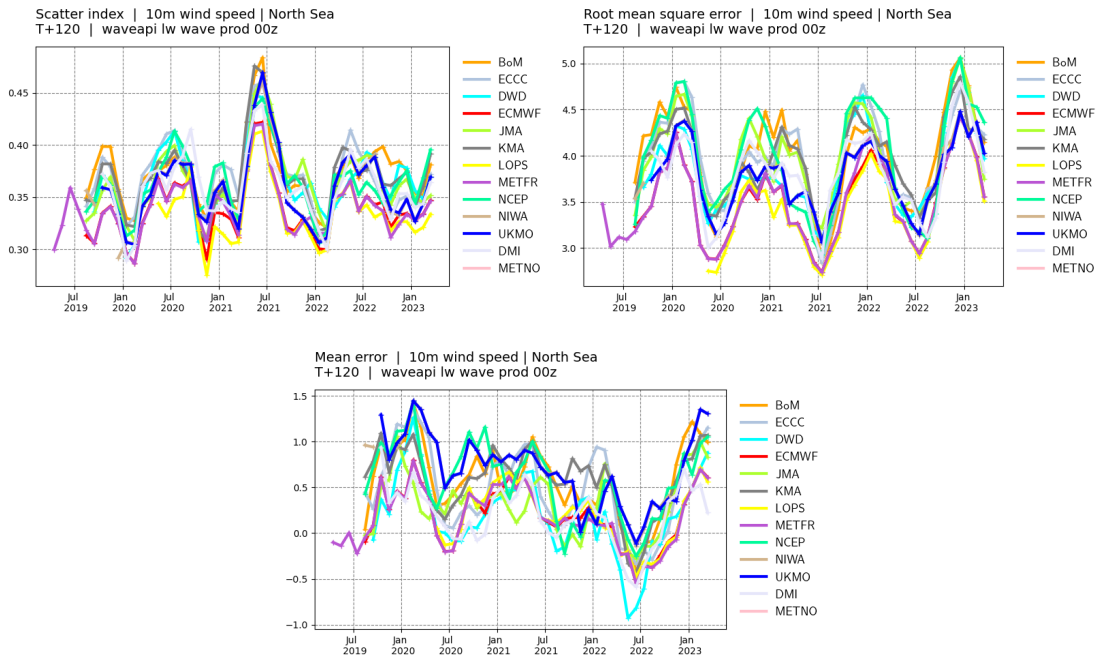 Scatter index | 10m wind speed | North Sea
T+120 | waveapi lw wave prod 00z
0.45
0.40
0.35
0.30
Jul
2019
Jan
2020
Jul
2020
Jan
2021
Jul
2021
Jan
2022
Jul
2022
Jan
2023
BoM
ECCC
DWD
ECMWF
JMA
KMA
LOPS
METFR
NCEP
NIWA
UKMO
DMI
METNO
Root mean square error | 10m wind speed | North Sea
T+120 | waveapi lw wave prod 00z
5.0
4.5
4.0
3.5
3.0
Jul
2019
Jan
2020
Jul
2020
Jan
2021
Jul
2021
Jan
2022
Jul
2022
Jan
2023
BoM
ECCC
DWD
ECMWF
JMA
KMA
LOPS
METFR
NCEP
NIWA
UKMO
DMI
METNO
Mean error | 10m wind speed | North Sea
T+120 | waveapi lw wave prod 00z
1.5
1.0
0.5
0.0
−0.5
−1.0
Jul
2019
Jan
2020
Jul
2020
Jan
2021
Jul
2021
Jan
2022
Jul
2022
Jan
2023
BoM
ECCC
DWD
ECMWF
JMA
KMA
LOPS
METFR
NCEP
NIWA
UKMO
DMI
METNO